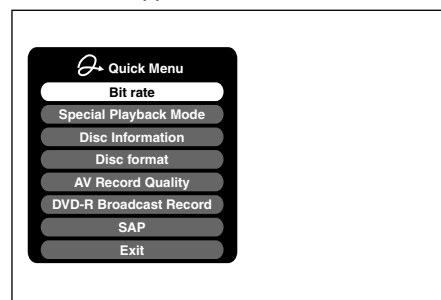 Quick Menu
Bit rate
Special Playback Mode
Disc Information
Disc format
AV Record Quality
DVD-R Broadcast Record
SAP
Exit